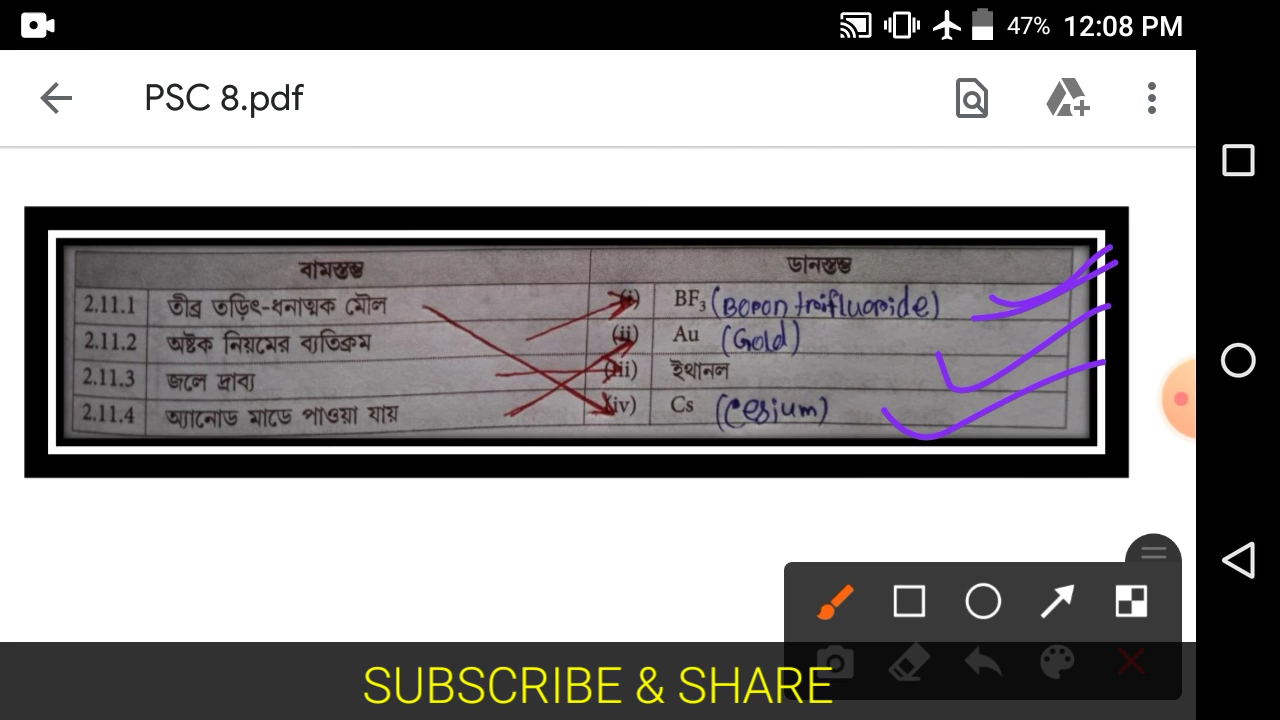 47% 12:08 PM
PSC 8.pdf
বামস্তম্ভ ডানস্তম্ভ
2.11.1 তীব্র তড়িৎ-ধনাত্মক মৌল (i) BF3 (Boron trifluoride)
2.11.2 অষ্টক নিয়মের ব্যতিক্রম (ii) Au (Gold)
2.11.3 জলে দ্রাব্য (iii) ইথানল
2.11.4 অ্যানোড মাডে পাওয়া যায় (iv) Cs (Cesium)
SUBSCRIBE & SHARE